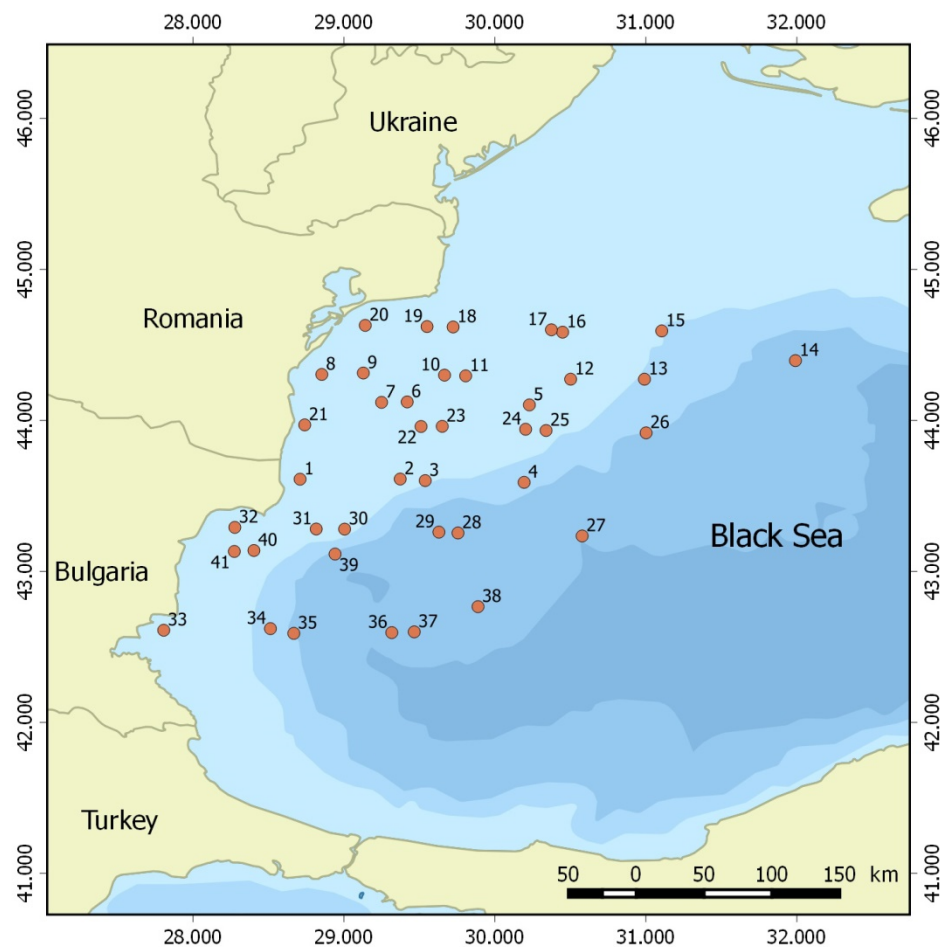 28.000 29.000 30.000 31.000 32.000
46.000 46.000
Ukraine
45.000 45.000
Romania
20 19 18 17 16 15
14
8 9 10 11 12 13
7 6 5
44.000 44.000
21 22 23 24 25 26
1 2 3 4
32 31 30 29 28 27
Black Sea
41 40 39
43.000 43.000
Bulgaria
38
33 34 35 36 37
42.000 42.000
Turkey
41.000 41.000
50 0 50 100 150 km
28.000 29.000 30.000 31.000 32.000